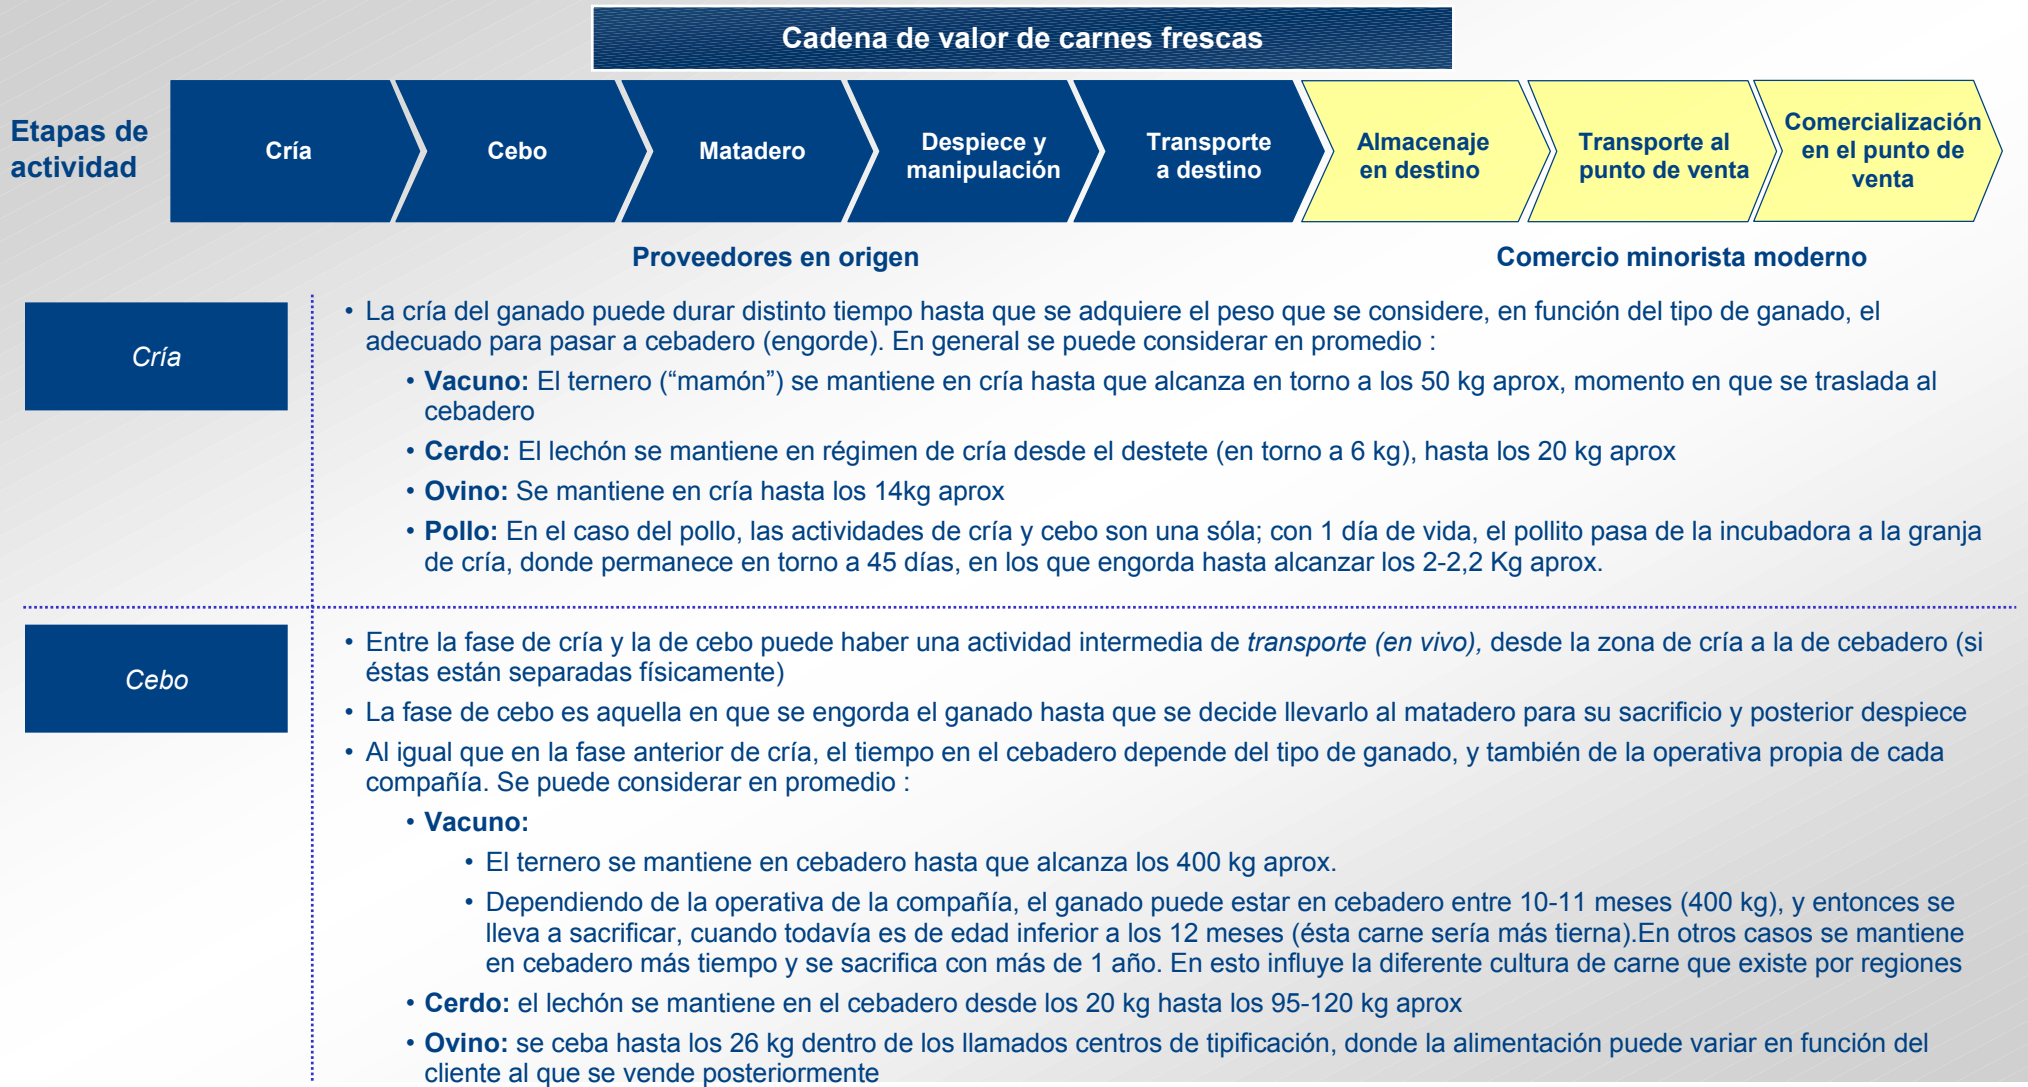 Cadena de valor de carnes frescas
Etapas de
actividad
Cría
Cebo
Matadero
Despiece y
manipulación
Transporte
a destino
Almacenaje
en destino
Transporte al
punto de venta
Comercialización
en el punto de
venta
Proveedores en origen
Comercio minorista moderno
Cría
• La cría del ganado puede durar distinto tiempo hasta que se adquiere el peso que se considere, en función del tipo de ganado, el
adecuado para pasar a cebadero (engorde). En general se puede considerar en promedio :
• Vacuno: El ternero (“mamón”) se mantiene en cría hasta que alcanza en torno a los 50 kg aprox, momento en que se traslada al
cebadero
• Cerdo: El lechón se mantiene en régimen de cría desde el destete (en torno a 6 kg), hasta los 20 kg aprox
• Ovino: Se mantiene en cría hasta los 14kg aprox
• Pollo: En el caso del pollo, las actividades de cría y cebo son una sóla; con 1 día de vida, el pollito pasa de la incubadora a la granja
de cría, donde permanece en torno a 45 días, en los que engorda hasta alcanzar los 2-2,2 Kg aprox.
Cebo
• Entre la fase de cría y la de cebo puede haber una actividad intermedia de transporte (en vivo), desde la zona de cría a la de cebadero (si
éstas están separadas físicamente)
• La fase de cebo es aquella en que se engorda el ganado hasta que se decide llevarlo al matadero para su sacrificio y posterior despiece
• Al igual que en la fase anterior de cría, el tiempo en el cebadero depende del tipo de ganado, y también de la operativa propia de cada
compañía. Se puede considerar en promedio :
• Vacuno:
• El ternero se mantiene en cebadero hasta que alcanza los 400 kg aprox.
• Dependiendo de la operativa de la compañía, el ganado puede estar en cebadero entre 10-11 meses (400 kg), y entonces se
lleva a sacrificar, cuando todavía es de edad inferior a los 12 meses (ésta carne sería más tierna).En otros casos se mantiene
en cebadero más tiempo y se sacrifica con más de 1 año. En esto influye la diferente cultura de carne que existe por regiones
• Cerdo: el lechón se mantiene en el cebadero desde los 20 kg hasta los 95-120 kg aprox
• Ovino: se ceba hasta los 26 kg dentro de los llamados centros de tipificación, donde la alimentación puede variar en función del
cliente al que se vende posteriormente